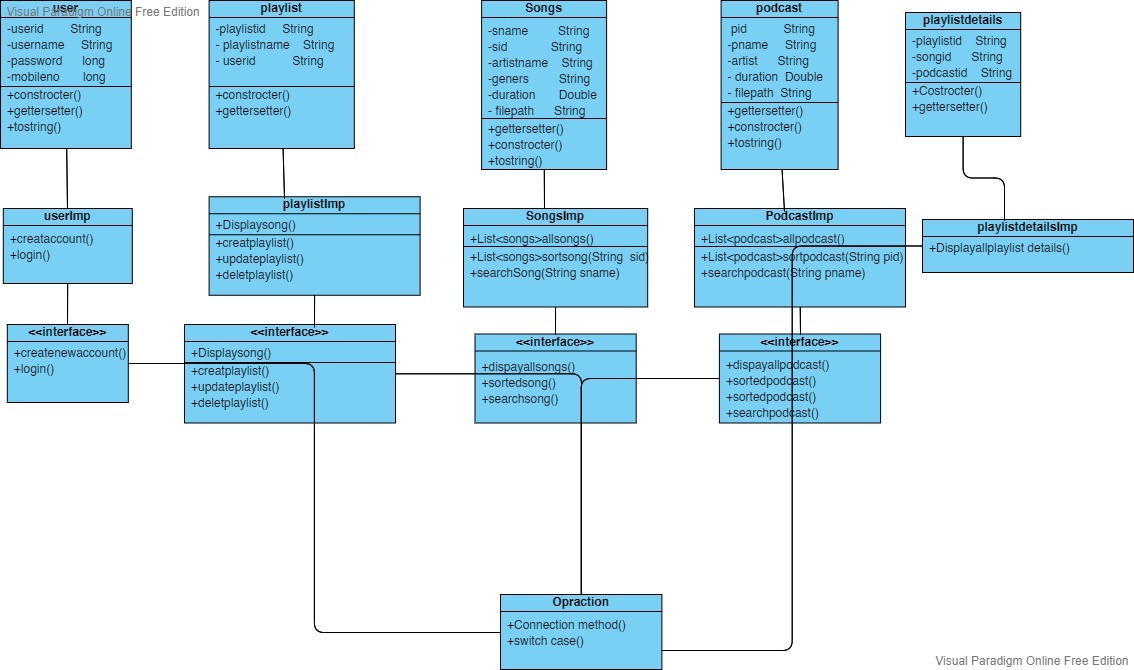 Visual Paradigm Online Free Edition
user
-userid String
-username String
-password long
-mobileno long
+constrocter()
+gettersetter()
+tostring()
playlist
-playlistid String
- playlistname String
- userid String
+constrocter()
+gettersetter()
Songs
-sname String
-sid String
-artistname String
-geners String
-duration Double
- filepath String
+gettersetter()
+constrocter()
+tostring()
podcast
pid String
-pname String
-artist String
- duration Double
- filepath String
+gettersetter()
+constrocter()
+tostring()
playlistdetails
-playlistid String
-songid String
-podcastid String
+Costrocter()
+gettersetter()
userImp
+creataccount()
+login()
playlistImp
+Displaysong()
+creatplaylist()
+updateplaylist()
+deletplaylist()
SongsImp
+List<songs>allsongs()
+List<songs>sortsong(String sid)
+searchSong(String sname)
PodcastImp
+List<podcast>allpodcast()
+List<podcast>sortpodcast(String pid)
+searchpodcast(String pname)
playlistdetailsImp
+Displayallplaylist details()
<<interface>>
+createnewaccount()
+login()
<<interface>>
+Displaysong()
+creatplaylist()
+updateplaylist()
+deletplaylist()
<<interface>>
+dispayallsongs()
+sortedsong()
+searchsong()
<<interface>>
+dispayallpodcast()
+sortedpodcast()
+sortedpodcast()
+searchpodcast()
Opraction
+Connection method()
+switch case()
Visual Paradigm Online Free Edition